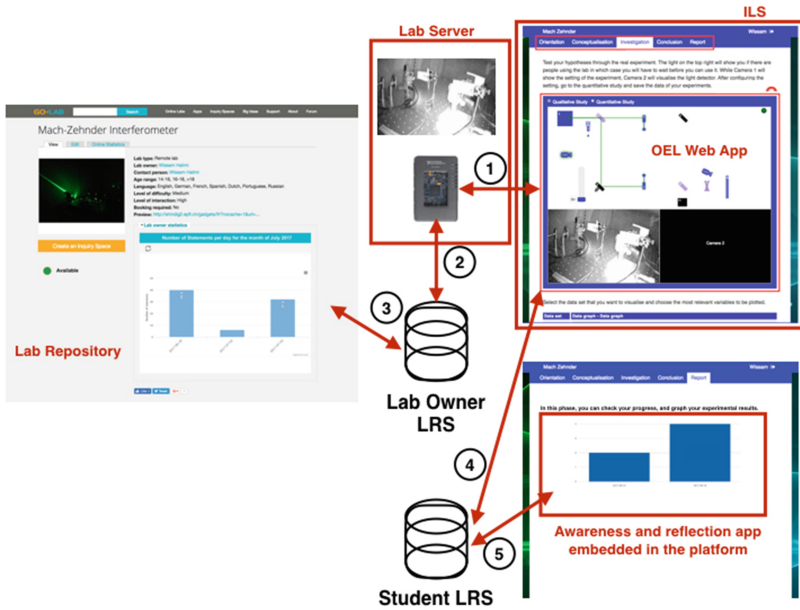 ILS
Lab Server
Mach Zehnder
Wissam
Orientation Conceptualisation Investigation Conclusion Report
Test your hypotheses through the real experiment. The light on the top right will show you if there are
people using the lab in which case you will have to wait before you can use it. While Camera 1 will
show the setting of the experiment, Camera 2 will visualise the light detector. After configuring the
setting, go to the quantitative study and save the data of your experiments.
Qualitative Study Quantitative Study
OEL Web App
Camera 2
Select the data set that you want to visualise and choose the most relevant variables to be plotted.
Data set Data graph - Data graph
GO-LAB
Search
Online Labs Apps Inquiry Spaces Big Ideas Support About Forum
Mach-Zehnder Interferometer
View Edit Online Statistics
Lab type: Remote lab
Lab owner: Wissam Halimi
Contact person: Wissam Halimi
Age range: 14-16, 16-18, >18
Language: English, German, French, Spanish, Dutch, Portuguese, Russian
Level of difficulty: Medium
Level of interaction: High
Booking required: No
Preview:
Create an Inquiry Space
Available
Lab owner statistics
Number of Statements per day for the month of July 2017
Lab Repository
1
2
3
Lab Owner
LRS
4
Student LRS
5
Mach Zehnder
Wissam
Orientation Conceptualisation Investigation Conclusion Report
In this phase, you can check your progress, and graph your experimental results.
Awareness and reflection app
embedded in the platform